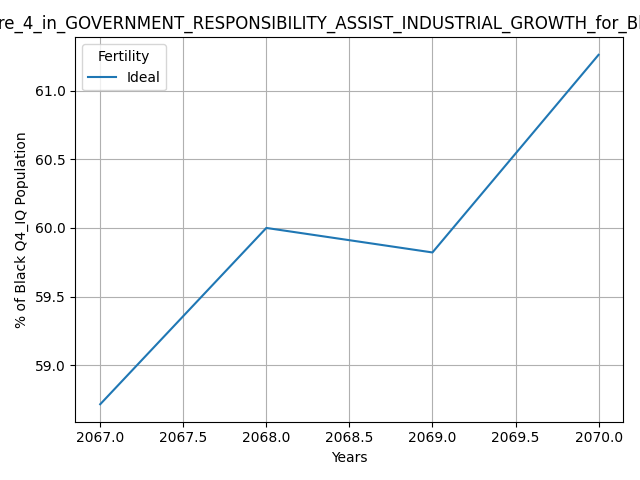 re_4_in_GOVERNMENT_RESPONSIBILITY_ASSIST_INDUSTRIAL_GROWTH_for_Bl
Fertility
Ideal
% of Black Q4_IQ Population
61.0
60.5
60.0
59.5
59.0
2067.0 2067.5 2068.0 2068.5 2069.0 2069.5 2070.0
Years